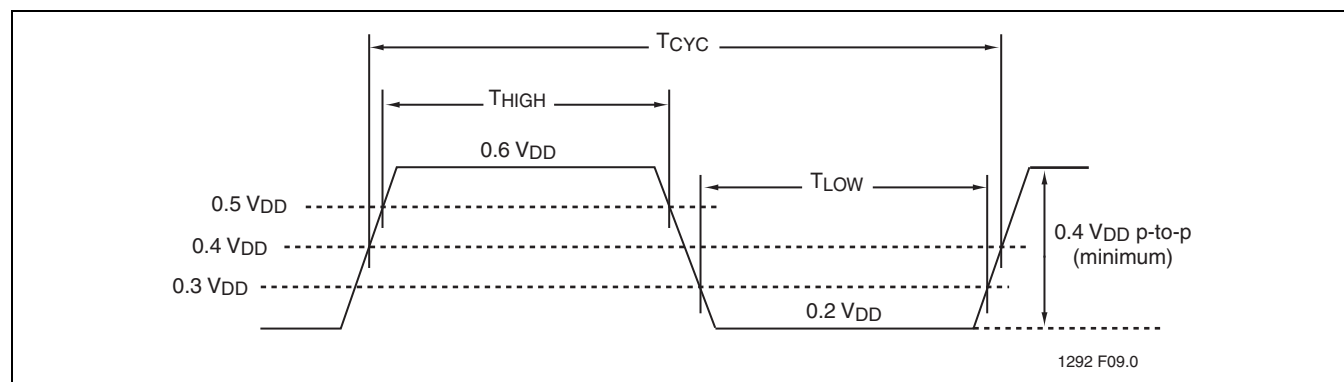 TCYC
THIGH
0.6 VDD
TLOW
0.5 VDD
0.4 VDD
0.4 VDD p-to-p
(minimum)
0.3 VDD
0.2 VDD
1292 F09.0